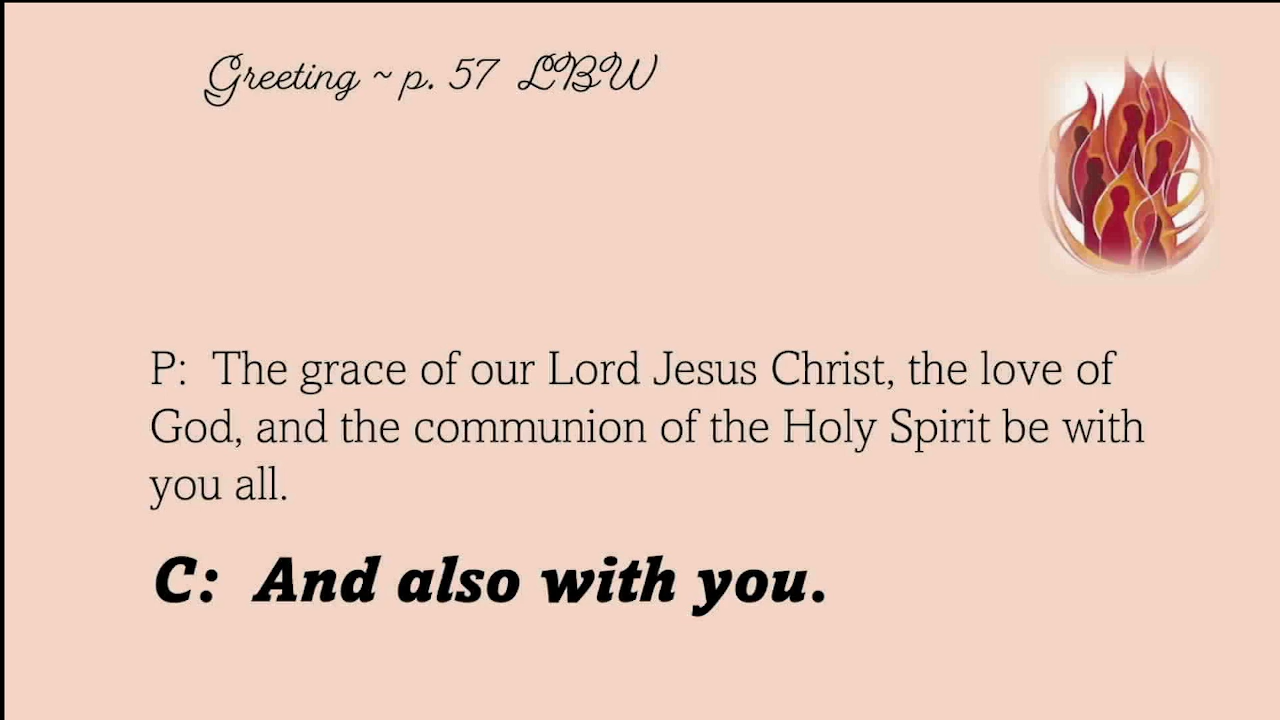 Greeting ~ p. 57 LBW
P: The grace of our Lord Jesus Christ, the love of
God, and the communion of the Holy Spirit be with
you all.
C: And also with you.